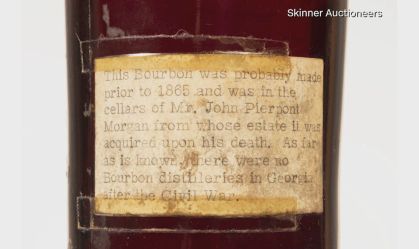 Skinner Auctioneers
This Bourbon was probably made
prior to 1865 and was in the
cellars of Mr. John Pierpont
Morgan from whose estate it was
acquired upon his death. As far
as is known, there were no
Bourbon distilleries in Georgia
after the Civil War.